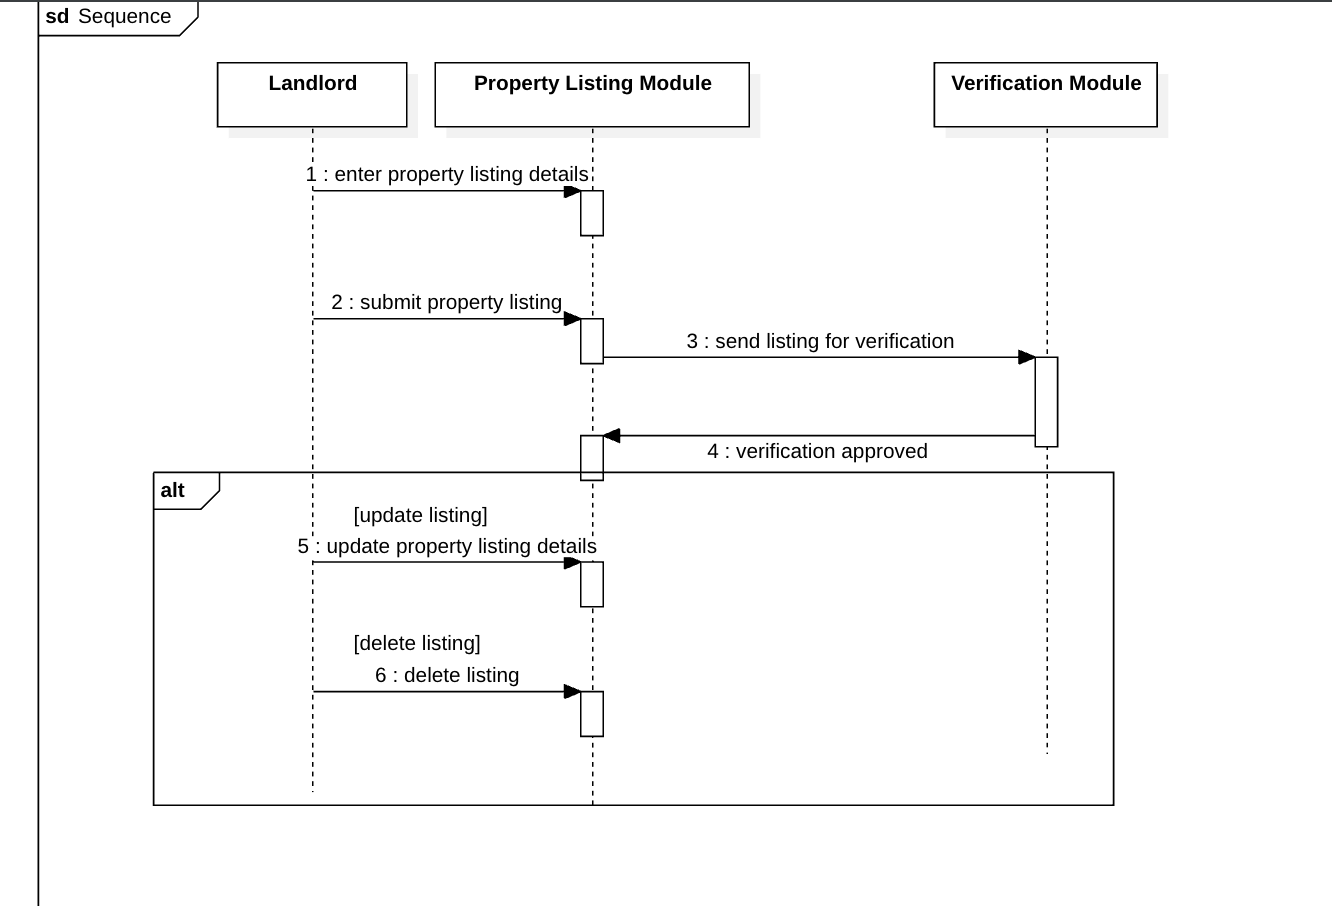 sd Sequence
Landlord
Property Listing Module
Verification Module
1 : enter property listing details
2 : submit property listing
3 : send listing for verification
4 : verification approved
alt
[update listing]
5 : update property listing details
[delete listing]
6 : delete listing